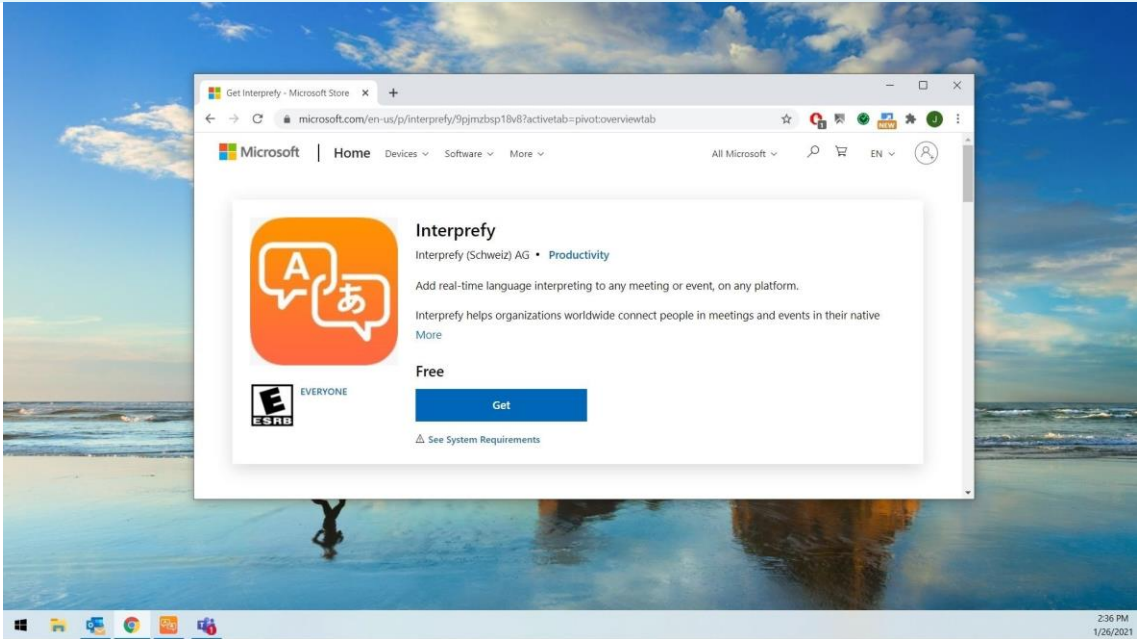 Get Interprefy - Microsoft Store
microsoft.com/en-us/p/interprefy/9pjmzbsp18v8?activetab=pivot:overviewtab
NEW
J
Microsoft | Home Devices Software More All Microsoft EN
A
あ
Interprefy
Interprefy (Schweiz) AG • Productivity
Add real-time language interpreting to any meeting or event, on any platform.
Interprefy helps organizations worldwide connect people in meetings and events in their native
More
Free
E
ESRB
EVERYONE
Get
See System Requirements
2:36 PM
1/26/2021